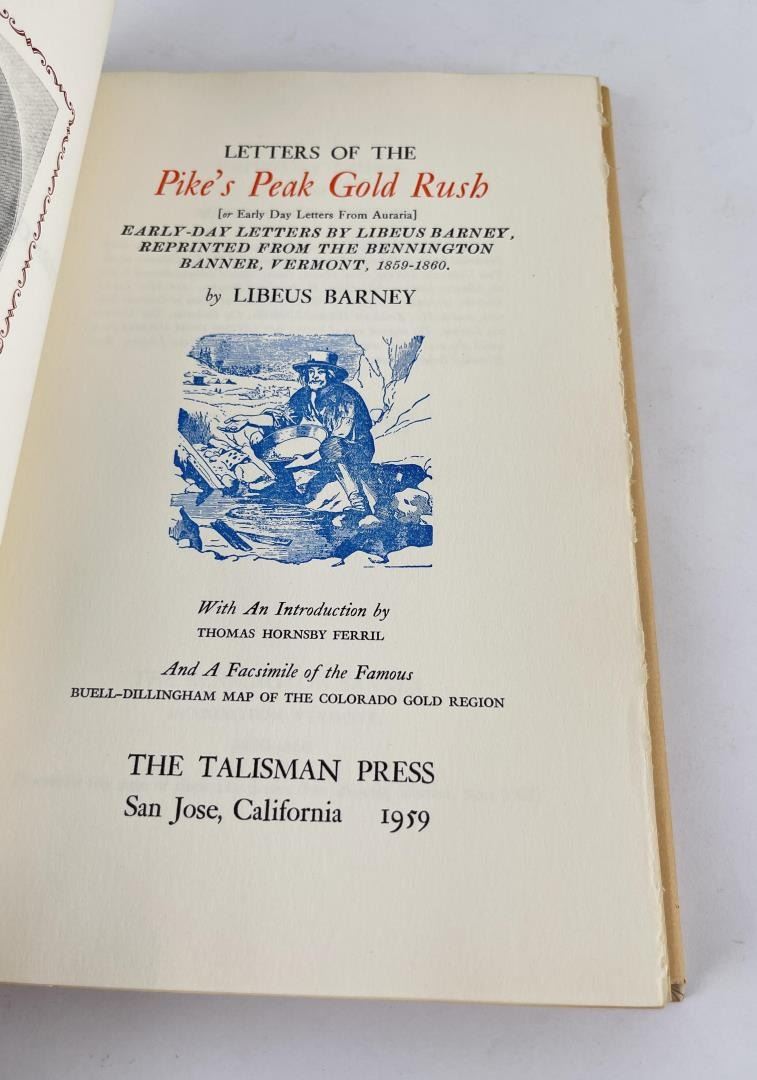 LETTERS OF THE
Pike's Peak Gold Rush
[or Early Day Letters From Auraria]
EARLY-DAY LETTERS BY LIBEUS BARNEY,
REPRINTED FROM THE BENNINGTON
BANNER, VERMONT, 1859-1860.
by LIBEUS BARNEY
With An Introduction by
THOMAS HORNSBY FERRIL
And A Facsimile of the Famous
BUELL-DILLINGHAM MAP OF THE COLORADO GOLD REGION
THE TALISMAN PRESS
San Jose, California 1959